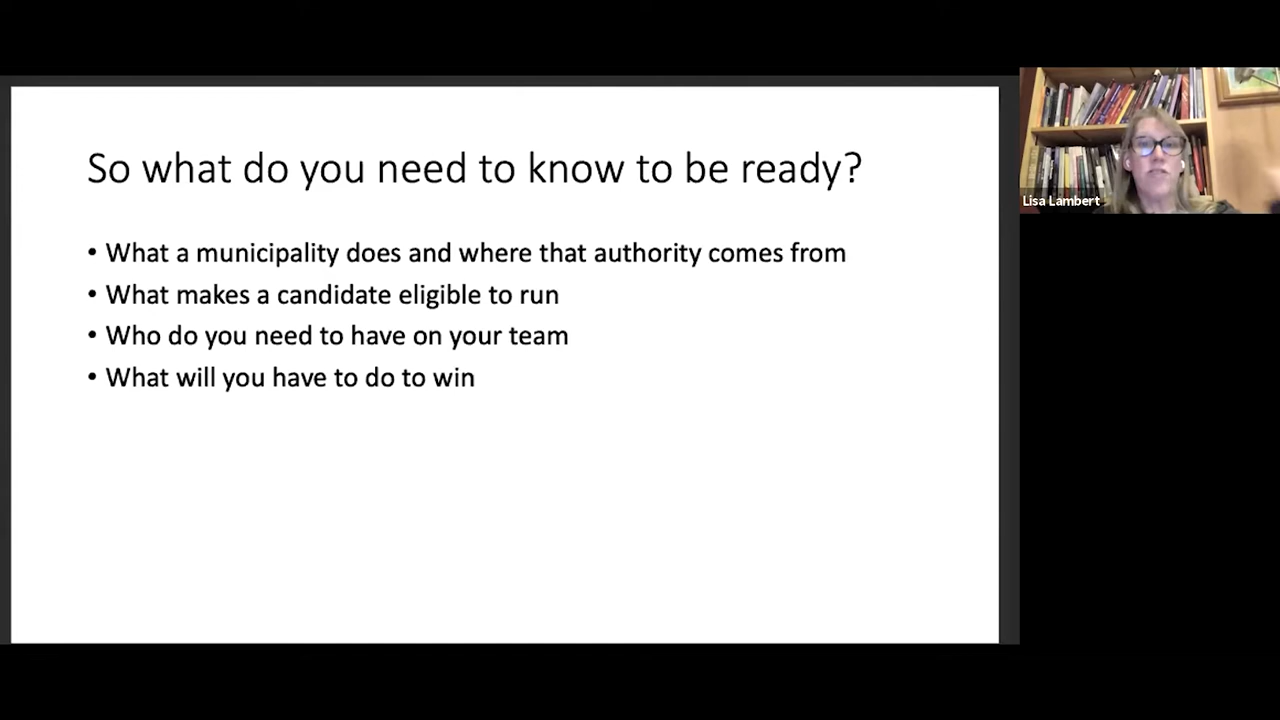 So what do you need to know to be ready?
• What a municipality does and where that authority comes from
• What makes a candidate eligible to run
• Who do you need to have on your team
• What will you have to do to win
Lisa Lambert